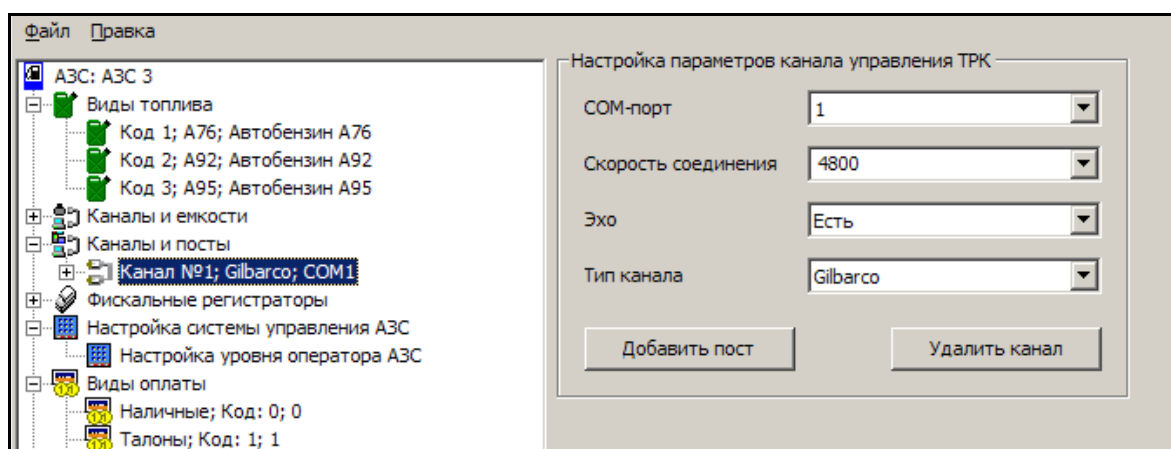 Файл Правка
АЗС: АЗС 3
Виды топлива
Код 1; А76; Автобензин А76
Код 2; А92; Автобензин А92
Код 3; А95; Автобензин А95
Каналы и емкости
Каналы и посты
Канал №1; Gilbarco; COM1
Фискальные регистраторы
Настройка системы управления АЗС
Настройка уровня оператора АЗС
Виды оплаты
Наличные; Код: 0; 0
Талоны; Код: 1; 1
Настройка параметров канала управления ТРК
COM-порт 1
Скорость соединения 4800
Эхо Есть
Тип канала Gilbarco
Добавить пост Удалить канал